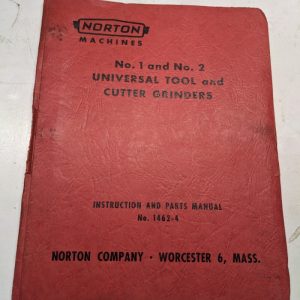 NORTON
MACHINES
No. 1 and No. 2
UNIVERSAL TOOL and
CUTTER GRINDERS
INSTRUCTION AND PARTS MANUAL
No. 1462-4
NORTON COMPANY • WORCESTER 6, MASS.